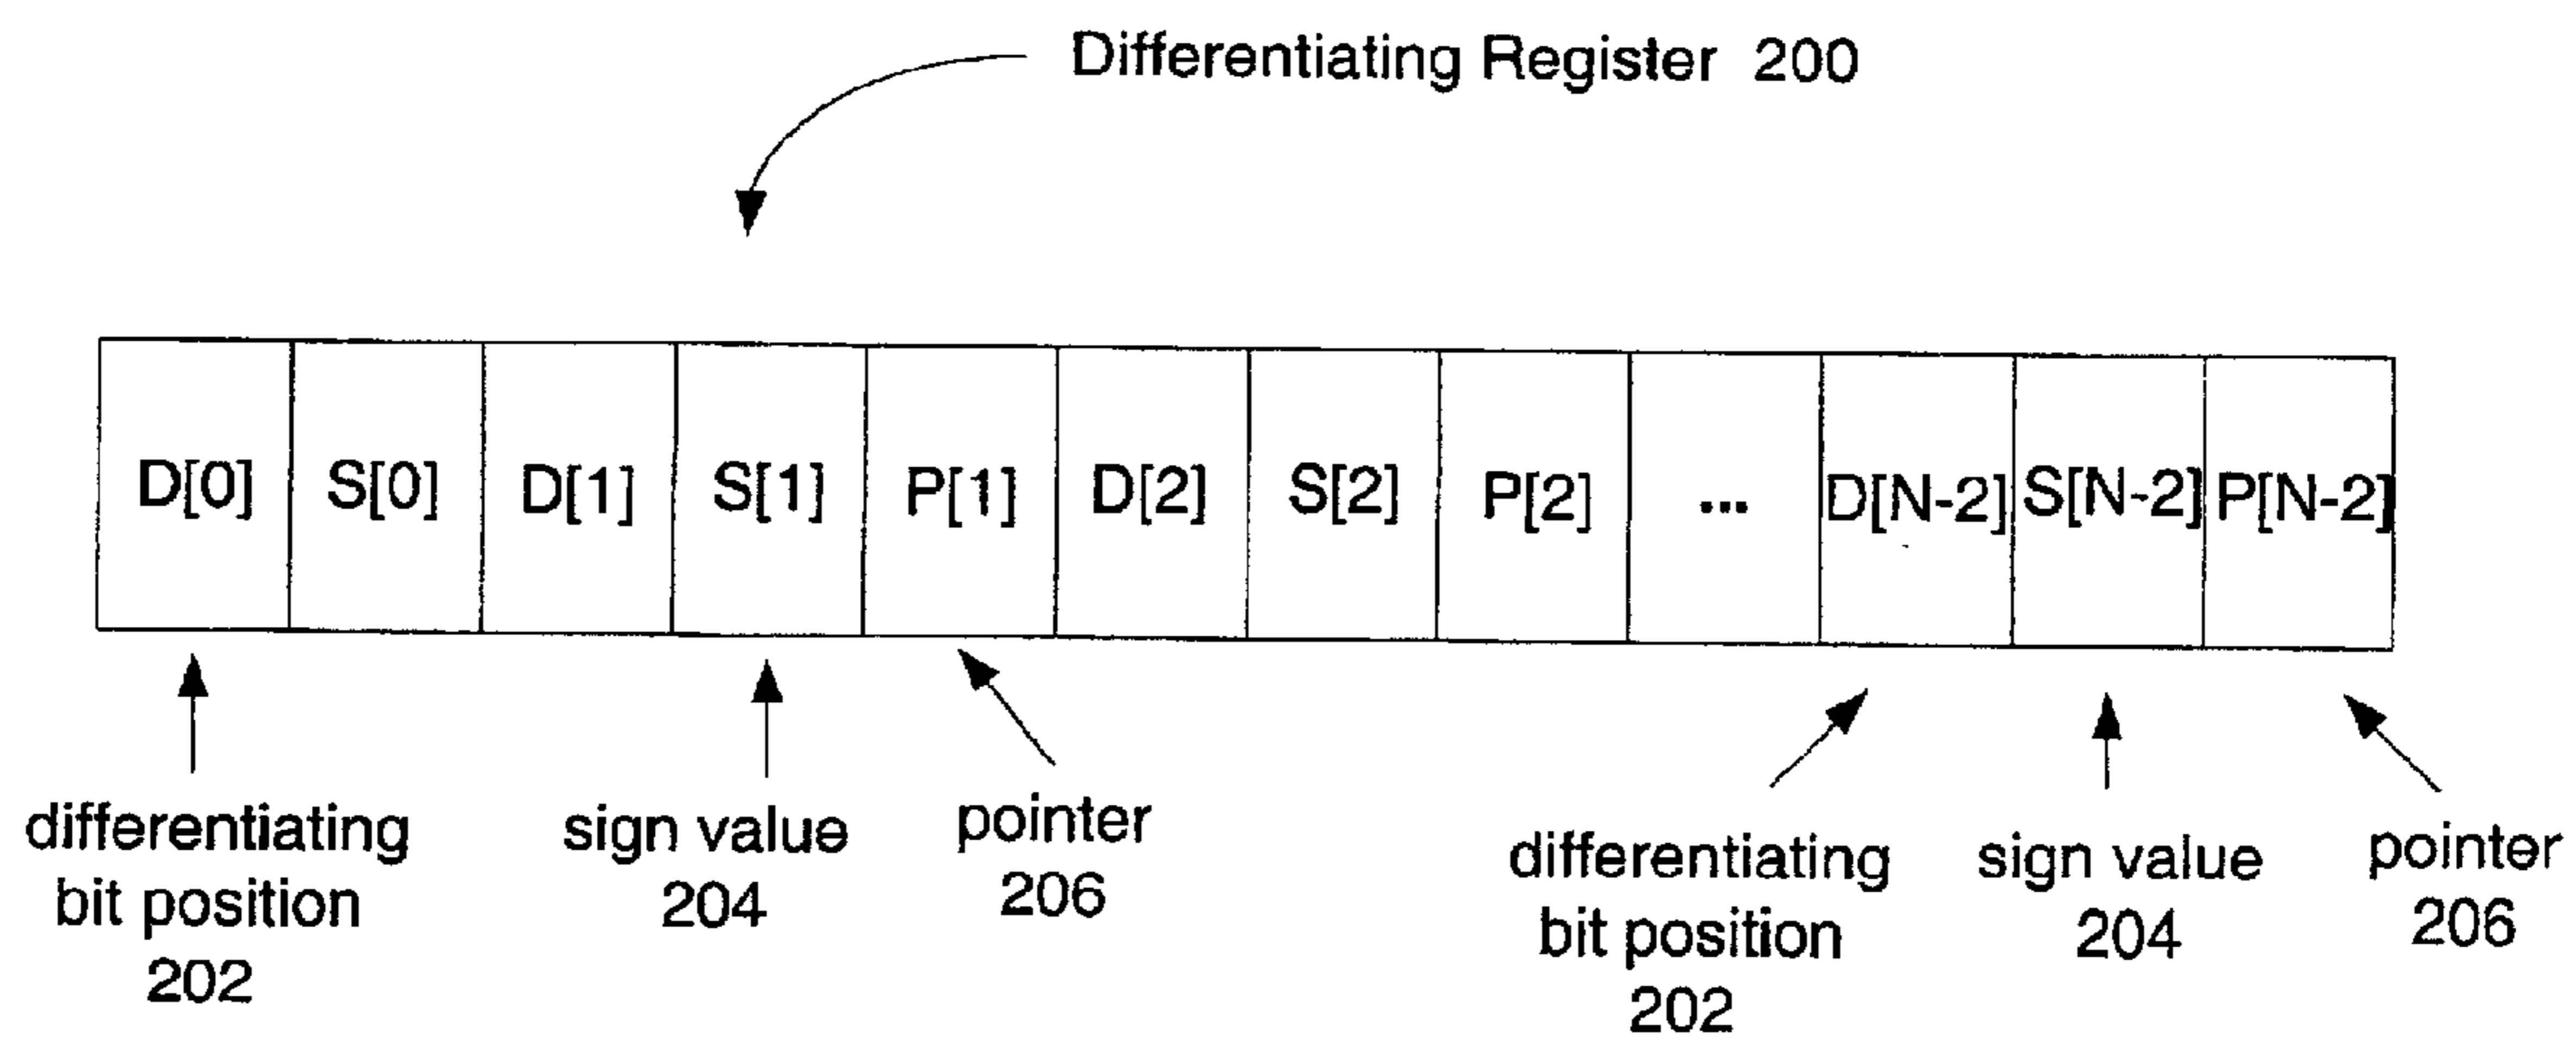 Differentiating Register 200
D[0] S[0] D[1] S[1] P[1] D[2] S[2] P[2] ... D[N-2] S[N-2] P[N-2]
differentiating
bit position
202
sign value
204
pointer
206
differentiating
bit position
202
sign value
204
pointer
206